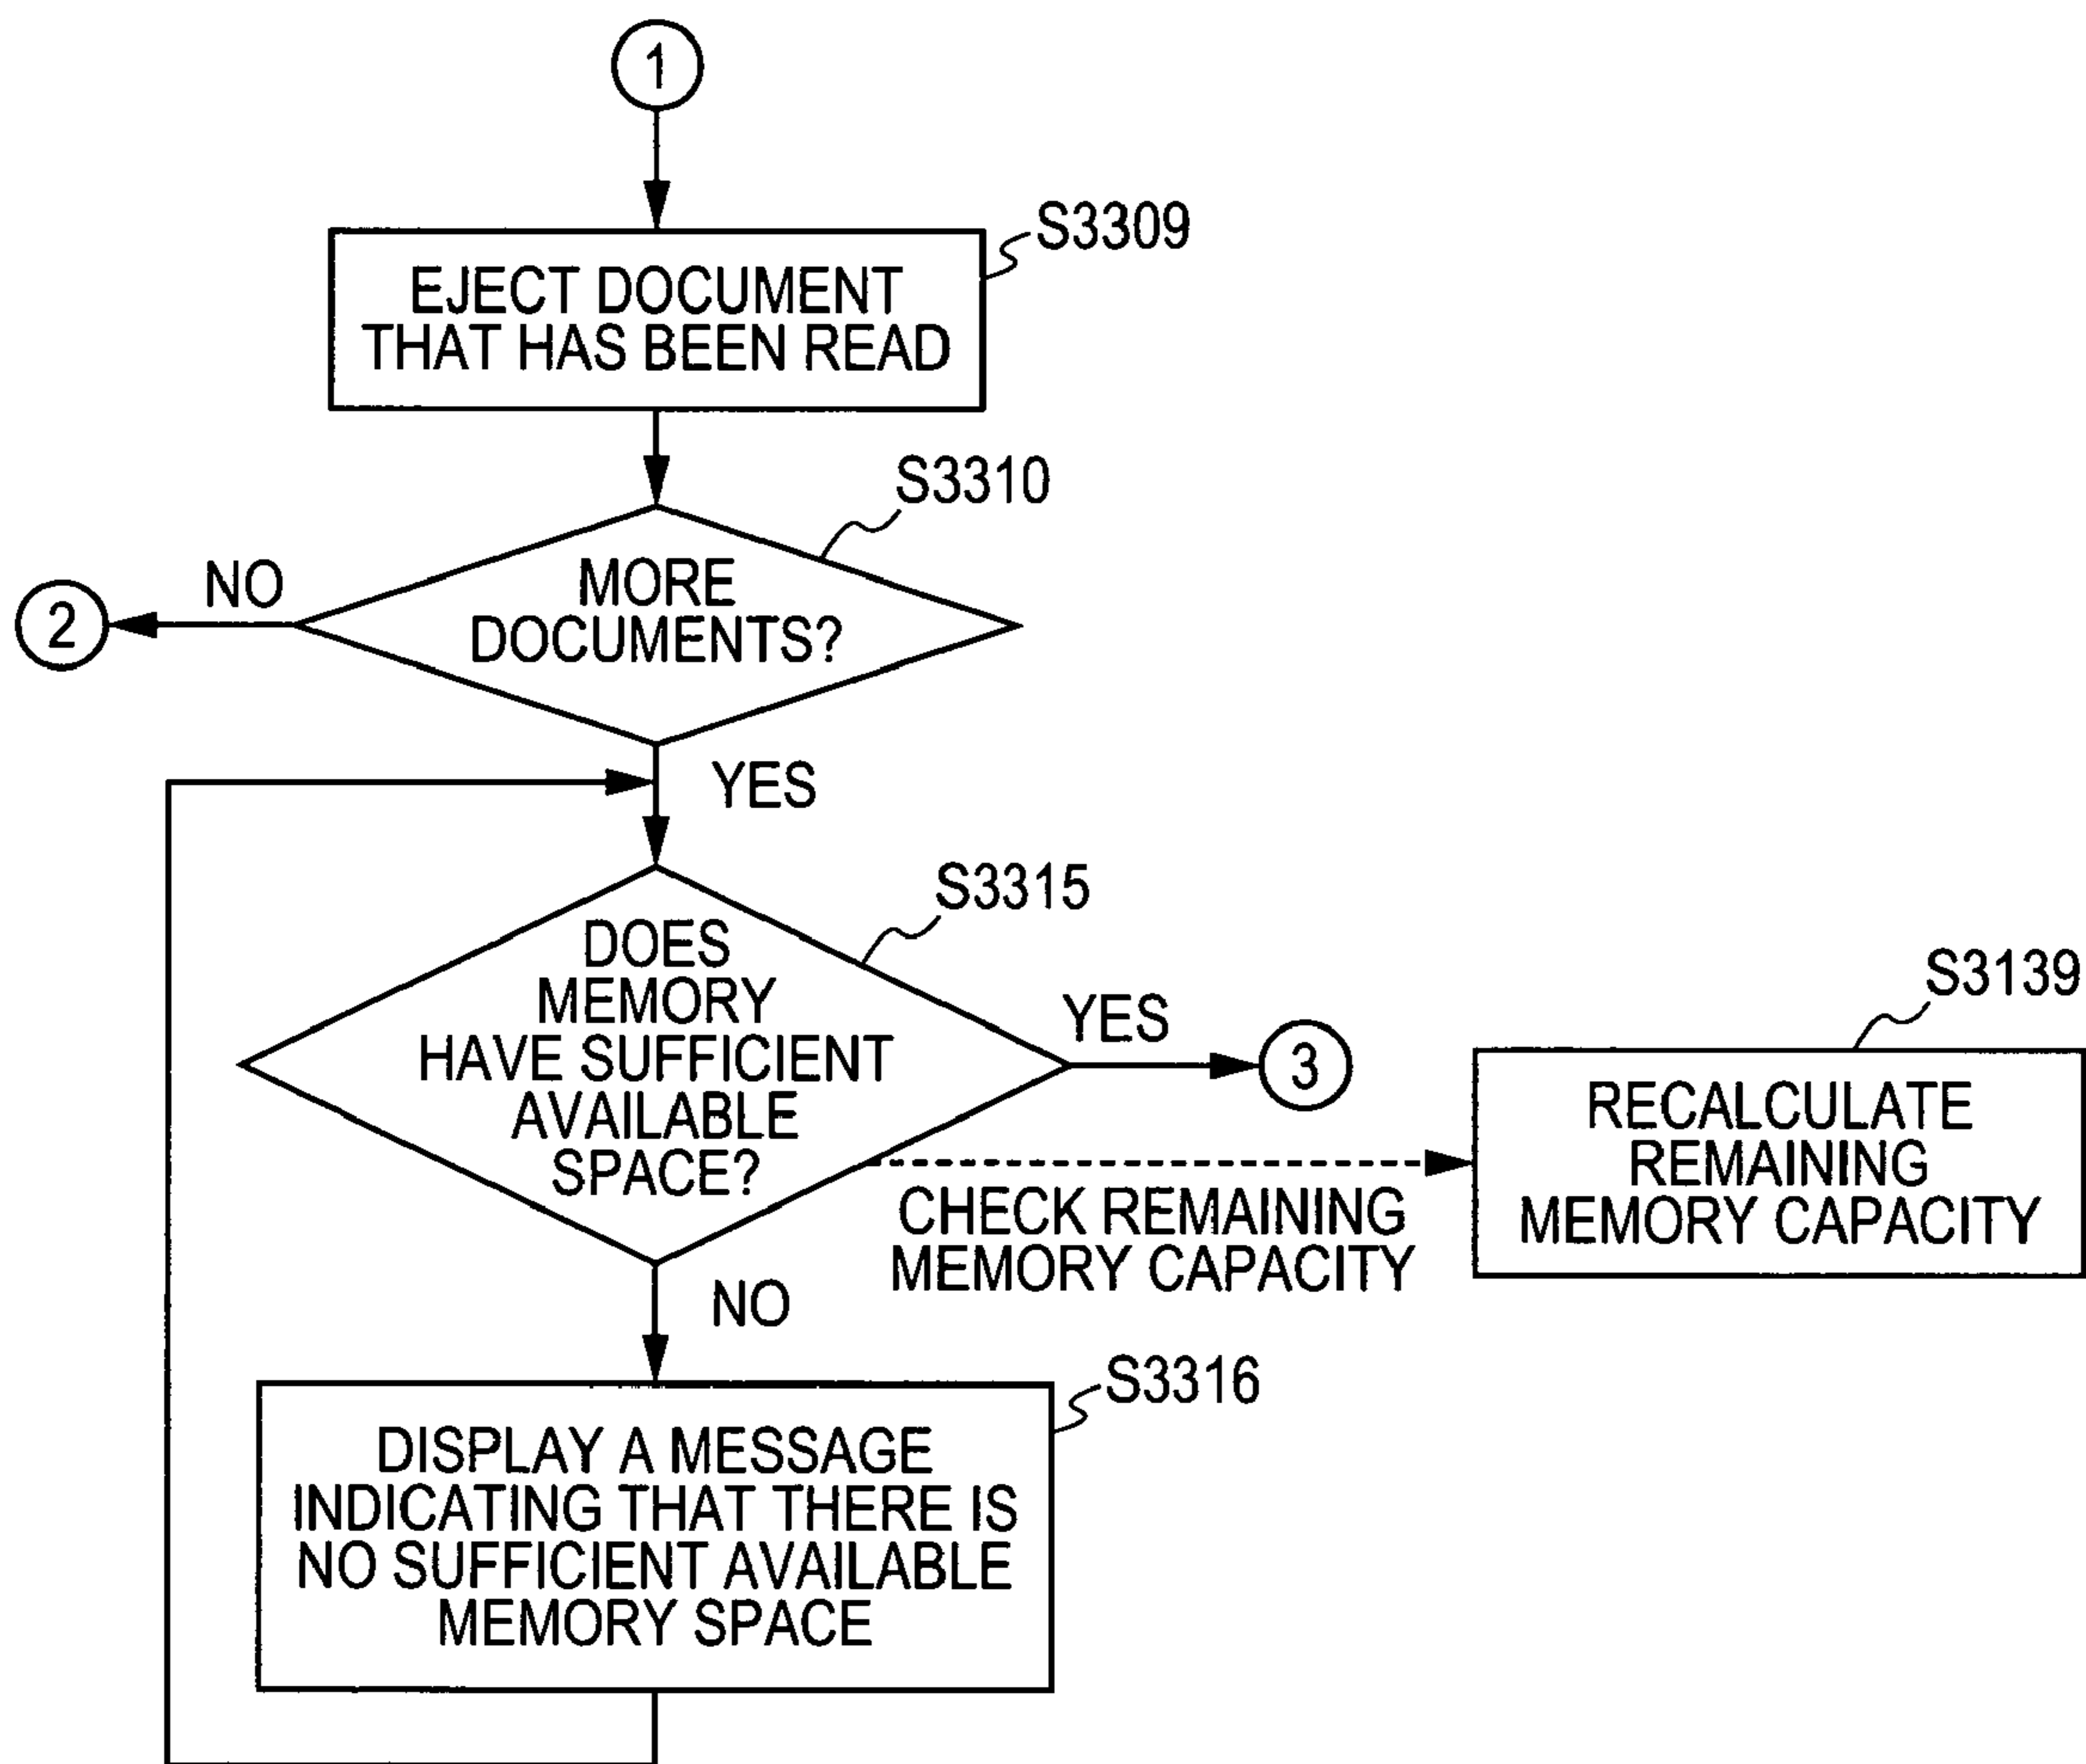 1
S3309
EJECT DOCUMENT
THAT HAS BEEN READ
S3310
MORE
DOCUMENTS?
NO
2
YES
S3315
DOES
MEMORY
HAVE SUFFICIENT
AVAILABLE
SPACE?
YES
3
S3139
RECALCULATE
REMAINING
MEMORY CAPACITY
CHECK REMAINING
MEMORY CAPACITY
NO
S3316
DISPLAY A MESSAGE
INDICATING THAT THERE IS
NO SUFFICIENT AVAILABLE
MEMORY SPACE